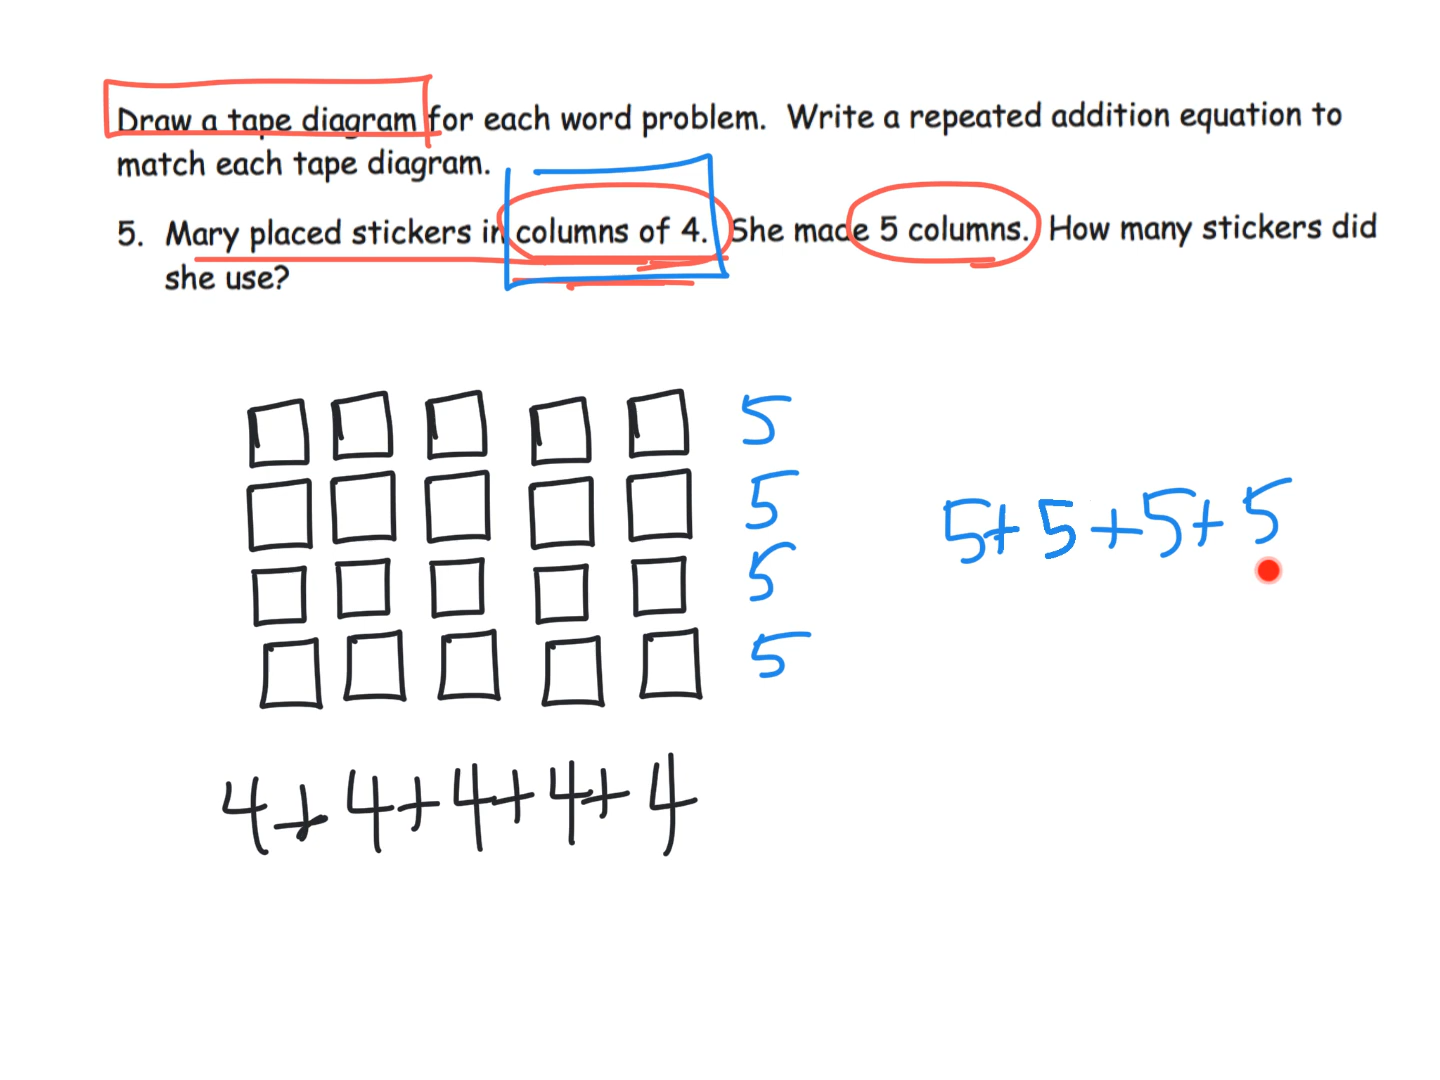 Draw a tape diagram for each word problem. Write a repeated addition equation to
match each tape diagram.
5. Mary placed stickers in columns of 4. She made 5 columns. How many stickers did
she use?
5
5
5+5+5+5
5
5
4+4+4+4+4